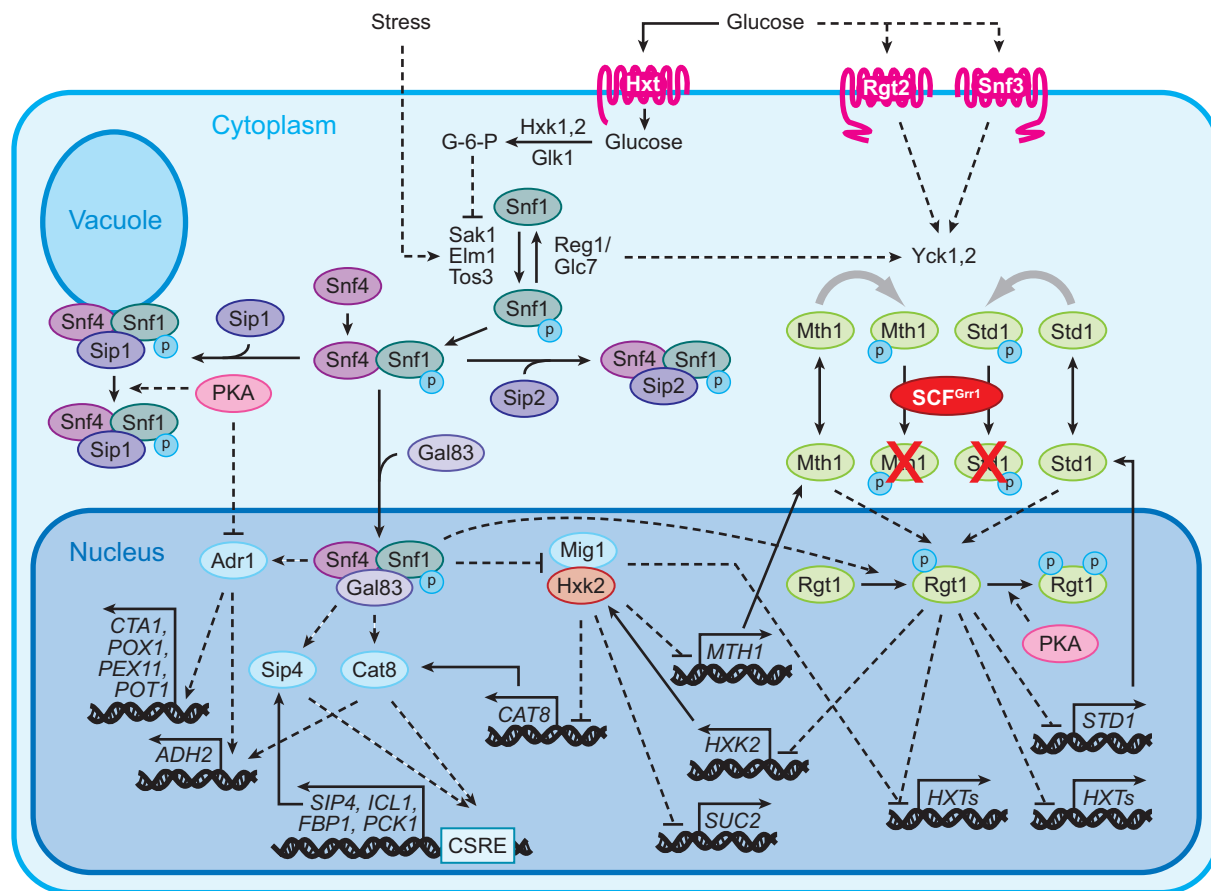 Stress
Glucose
Hxt
Rgt2
Snf3
Cytoplasm
Hxk1,2
G-6-P
Glucose
Glk1
Vacuole
Snf1
Sak1
Elm1
Tos3
Reg1/
Glc7
Yck1,2
Snf4
Snf1
p
Sip1
Snf4
Snf1
Sip1
p
Snf4
Snf1
p
Snf4
Snf1
Sip2
p
Sip2
Mth1
Mth1
p
Std1
p
Std1
PKA
SCFGrr1
Snf4
Snf1
Sip1
p
Gal83
Mth1
Mth1
p
Std1
p
Std1
Nucleus
Adr1
Snf4
Snf1
Gal83
p
Mig1
Hxk2
Rgt1
p
Rgt1
p
p
Rgt1
PKA
CTA1,
POX1,
PEX11,
POT1
Sip4
Cat8
MTH1
CAT8
STD1
ADH2
HXK2
SIP4, ICL1,
FBP1, PCK1
CSRE
SUC2
HXTs
HXTs